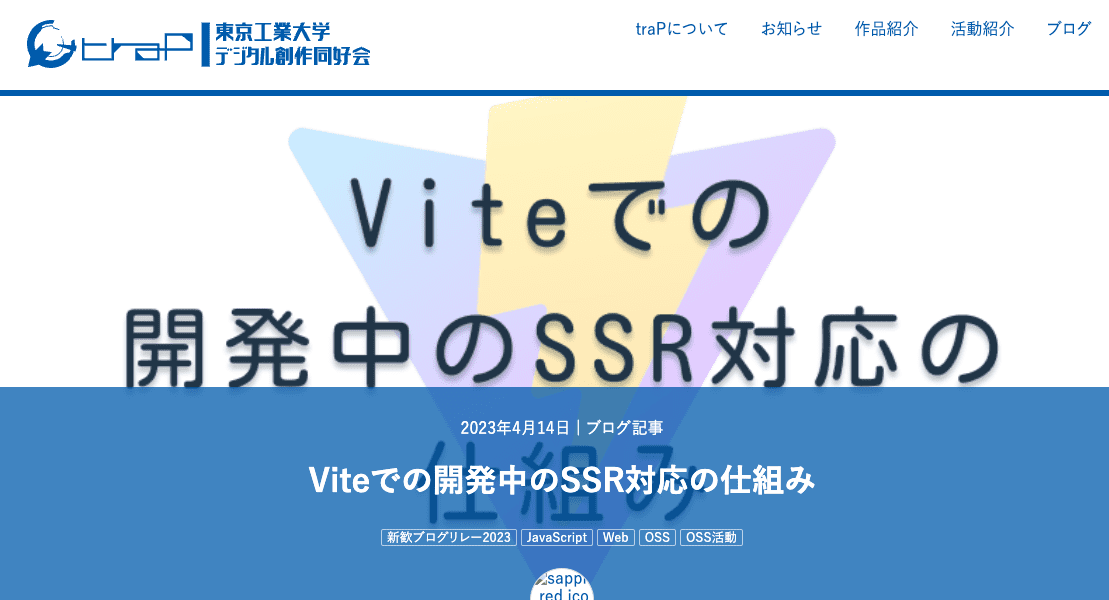 traP
東京工業大学
デジタル創作同好会
traPについて お知らせ 作品紹介 活動紹介 ブログ
Viteでの
開発中のSSR対応の
仕組み
2023年4月14日 | ブログ記事
Viteでの開発中のSSR対応の仕組み
新歓ブログリレー2023 JavaScript Web OSS OSS活動
sappi
red ico